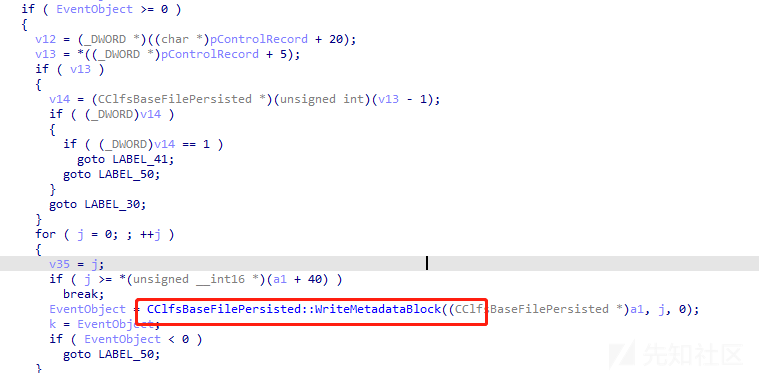 if ( EventObject >= 0 )
{
v12 = (_DWORD *)((char *)pControlRecord + 20);
v13 = *((_DWORD *)pControlRecord + 5);
if ( v13 )
{
v14 = (CClfsBaseFilePersisted *)(unsigned int)(v13 - 1);
if ( (_DWORD)v14 )
{
if ( (_DWORD)v14 == 1 )
goto LABEL_41;
goto LABEL_50;
}
goto LABEL_30;
}
for ( j = 0; ; ++j )
{
v35 = j;
if ( j >= *(unsigned __int16 *)(a1 + 40) )
break;
EventObject = CClfsBaseFilePersisted::WriteMetadataBlock((CClfsBaseFilePersisted *)a1, j, 0);
k = EventObject;
if ( EventObject < 0 )
goto LABEL_50;
}
先知社区